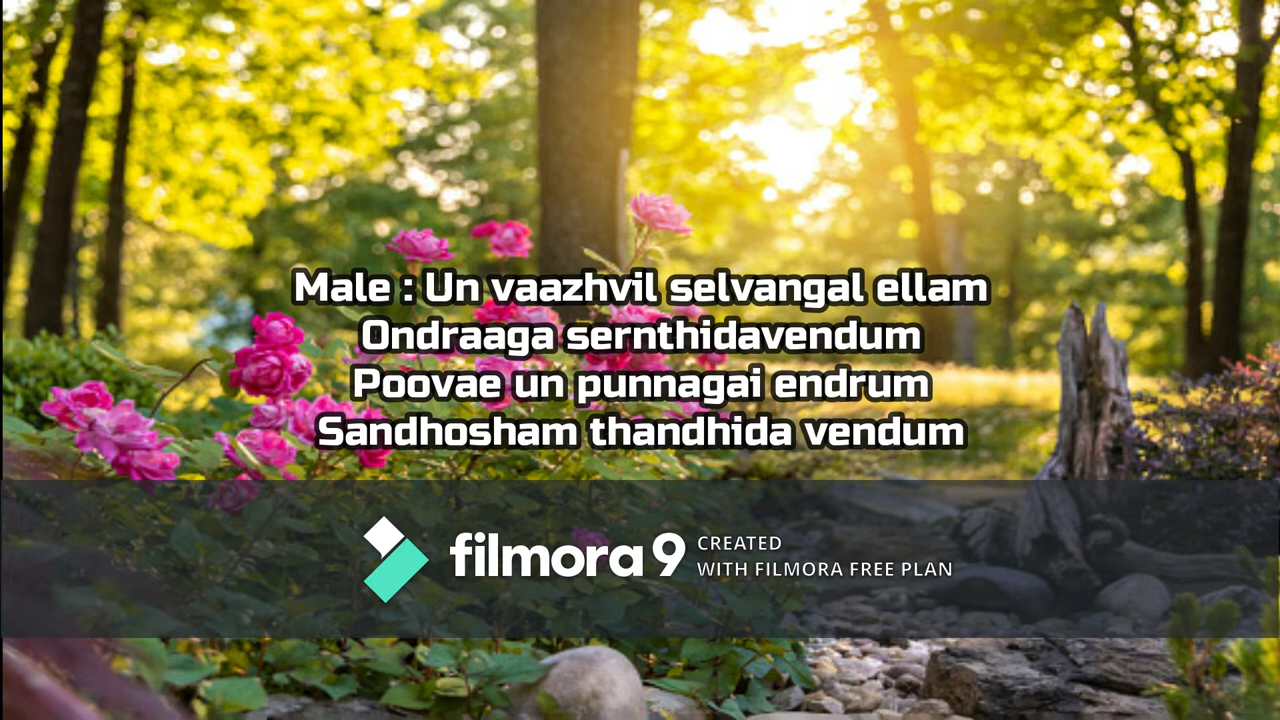 Male : Un vaazhvil selvangal ellam
Ondraaga sernthidavendum
Poovae un punnagai endrum
Sandhosham thandhida vendum
filmora 9
CREATED
WITH FILMORA FREE PLAN